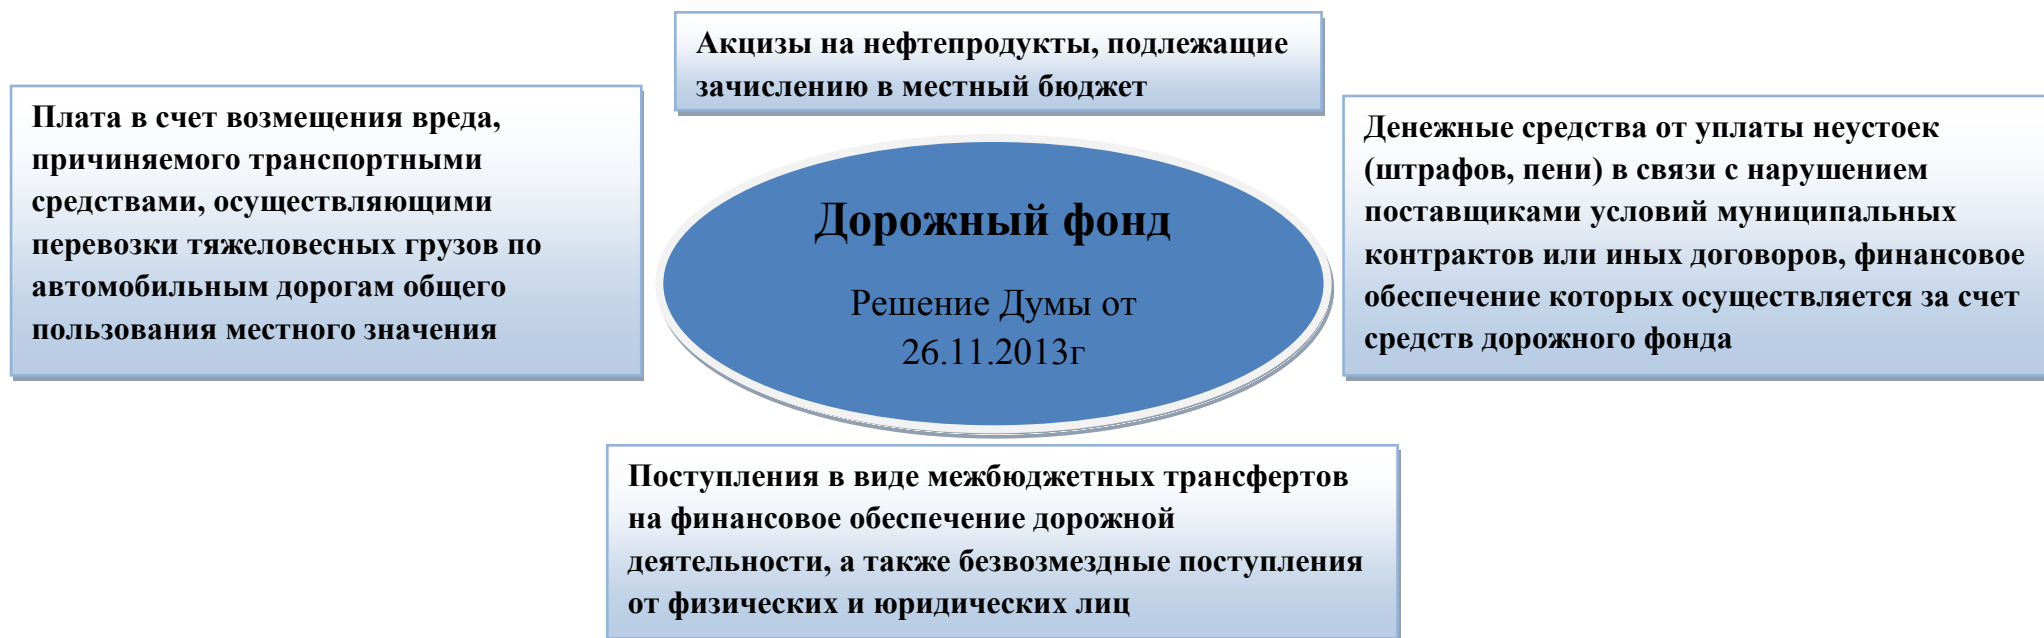 Акцизы на нефтепродукты, подлежащие
зачислению в местный бюджет
Плата в счет возмещения вреда,
причиняемого транспортными
средствами, осуществляющими
перевозки тяжеловесных грузов по
автомобильным дорогам общего
пользования местного значения
Дорожный фонд
Решение Думы от
26.11.2013г
Денежные средства от уплаты неустоек
(штрафов, пени) в связи с нарушением
поставщиками условий муниципальных
контрактов или иных договоров, финансовое
обеспечение которых осуществляется за счет
средств дорожного фонда
Поступления в виде межбюджетных трансфертов
на финансовое обеспечение дорожной
деятельности, а также безвозмездные поступления
от физических и юридических лиц